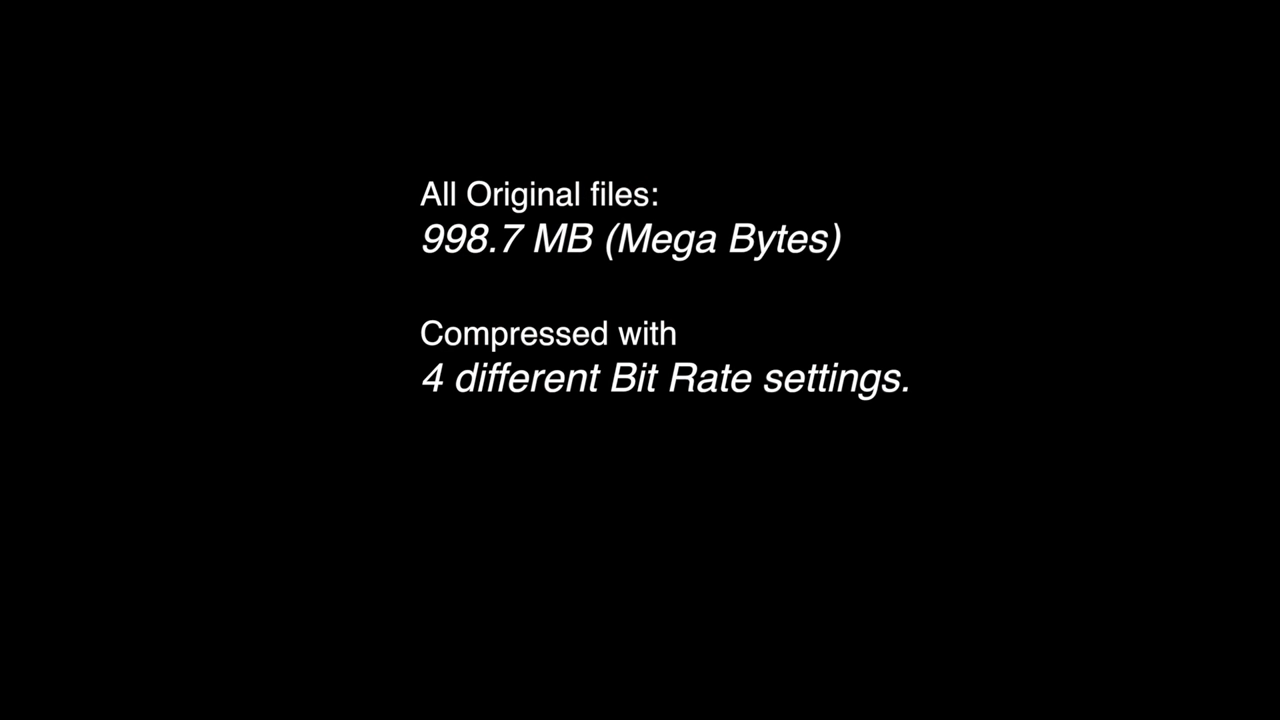 All Original files:
998.7 MB (Mega Bytes)
Compressed with
4 different Bit Rate settings.